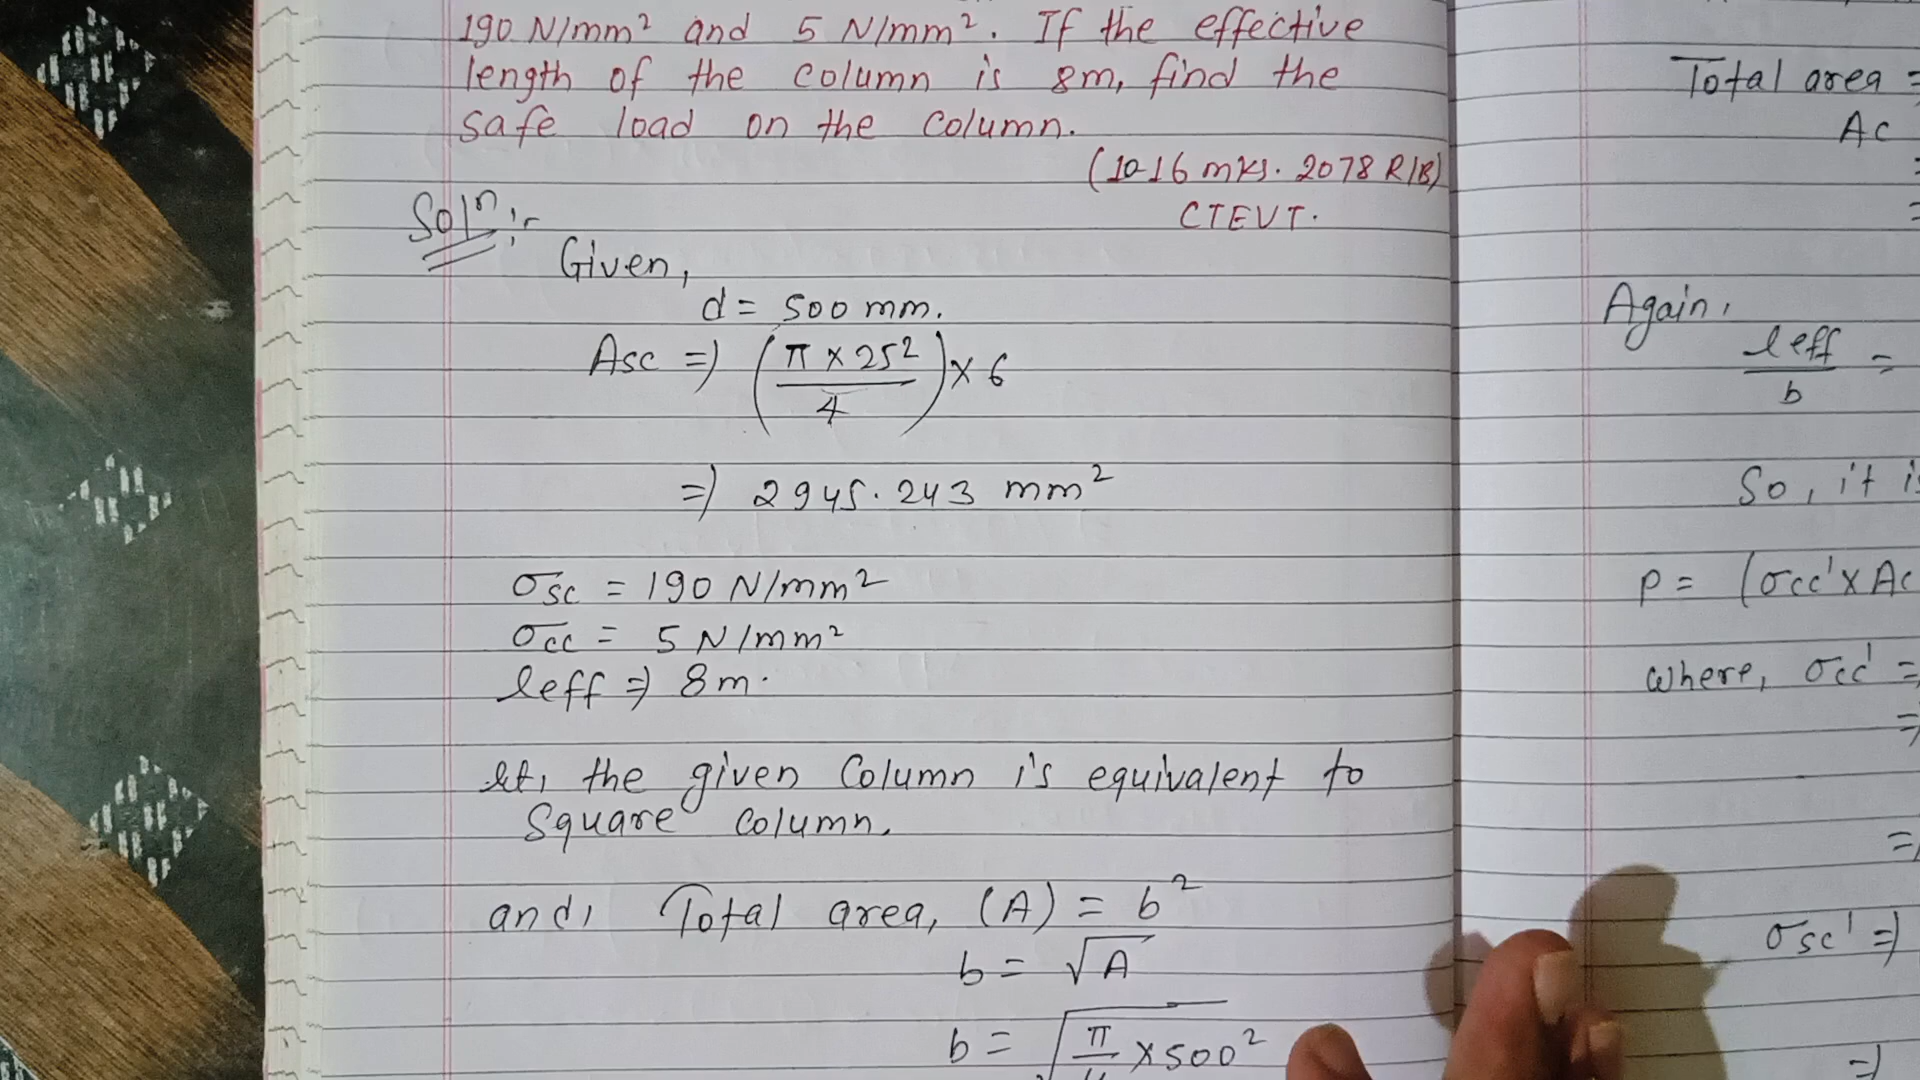 190 N/mm² and 5 N/mm². If the effective
length of the column is 8m, find the
safe load on the column.
(10-16 mks. 2078 R/B)
CTEVT.
Solⁿ:-
Given,
d = 500 mm.
Asc ⇒ (π × 25² / 4) × 6
⇒ 2945.243 mm²
σsc = 190 N/mm²
σcc = 5 N/mm²
leff ⇒ 8m.
let, the given column is equivalent to
square column.
and, Total area, (A) = b²
b = √A
b = √(π/4 × 500²)
Total area =
Ac
=
=
Again,
leff / b =
So, it is
P = (σcc' × Ac
where, σcc' =
⇒
=
σsc' ⇒
⇒